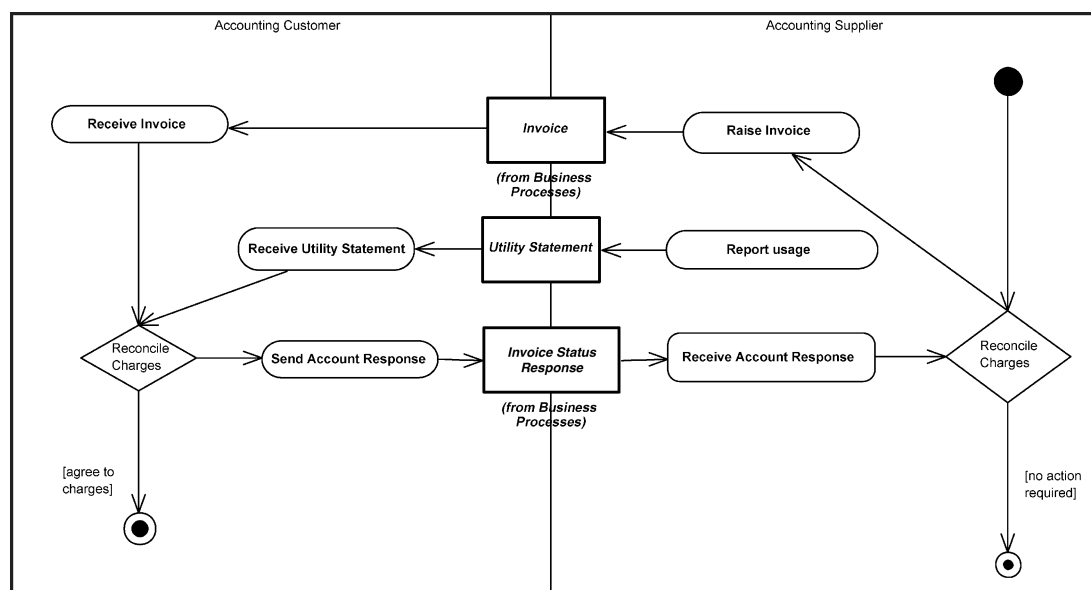 Accounting Customer
Accounting Supplier
Receive Invoice
Invoice
Raise Invoice
(from Business
Processes)
Receive Utility Statement
Utility Statement
Report usage
Reconcile
Charges
Send Account Response
Invoice Status
Response
Receive Account Response
Reconcile
Charges
(from Business
Processes)
[agree to
charges]
[no action
required]